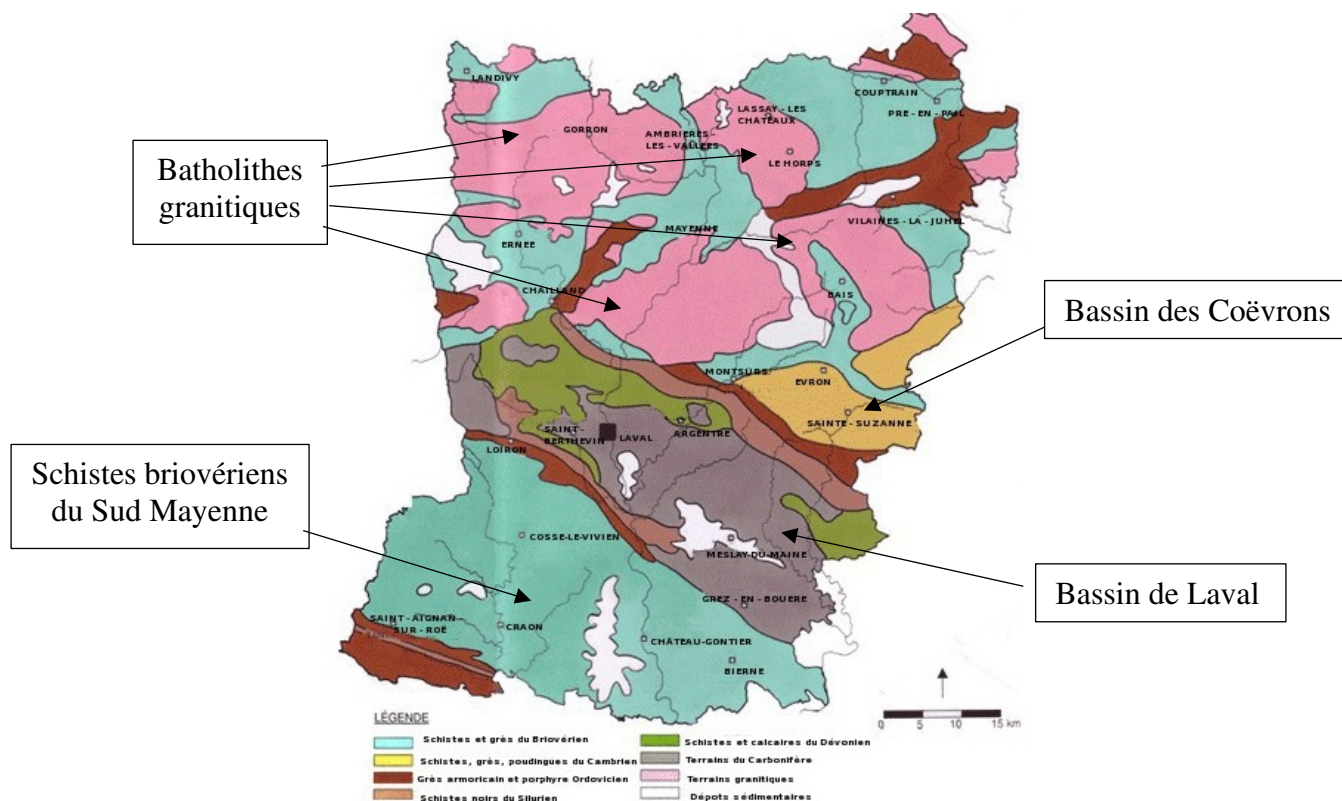 LANDIVY
COUPTRAIN
PRE - EN - PAIL
LASSAY - LES
CHÂTEAUX
GORRON
AMBRIERES -
LES - VALLEES
LE HORPS
Batholithes
granitiques
VILAINES - LA - JUHEL
ERNEE
MAYENNE
CHAILLAND
BAIS
Bassin des Coëvrons
MONTSÛRS
EVRON
SAINTE - SUZANNE
SAINT -
BERTHEVIN
LAVAL
ARGENTRE
LOIRON
Schistes briovériens
du Sud Mayenne
COSSE-LE-VIVIEN
MESLAY-DU-MAINE
Bassin de Laval
GREZ - EN - BOUERE
SAINT - AIGNAN -
SUR - ROË
CRAON
CHÂTEAU-GONTIER
BIERNE
0 5 10 15 km
LÉGENDE
Schistes et grès du Briovérien
Schistes, grès, poudingues du Cambrien
Grès armoricain et porphyre Ordovicien
Schistes noirs du Silurien
Schistes et calcaires du Dévonien
Terrains du Carbonifère
Terrains granitiques
Dépots sédimentaires